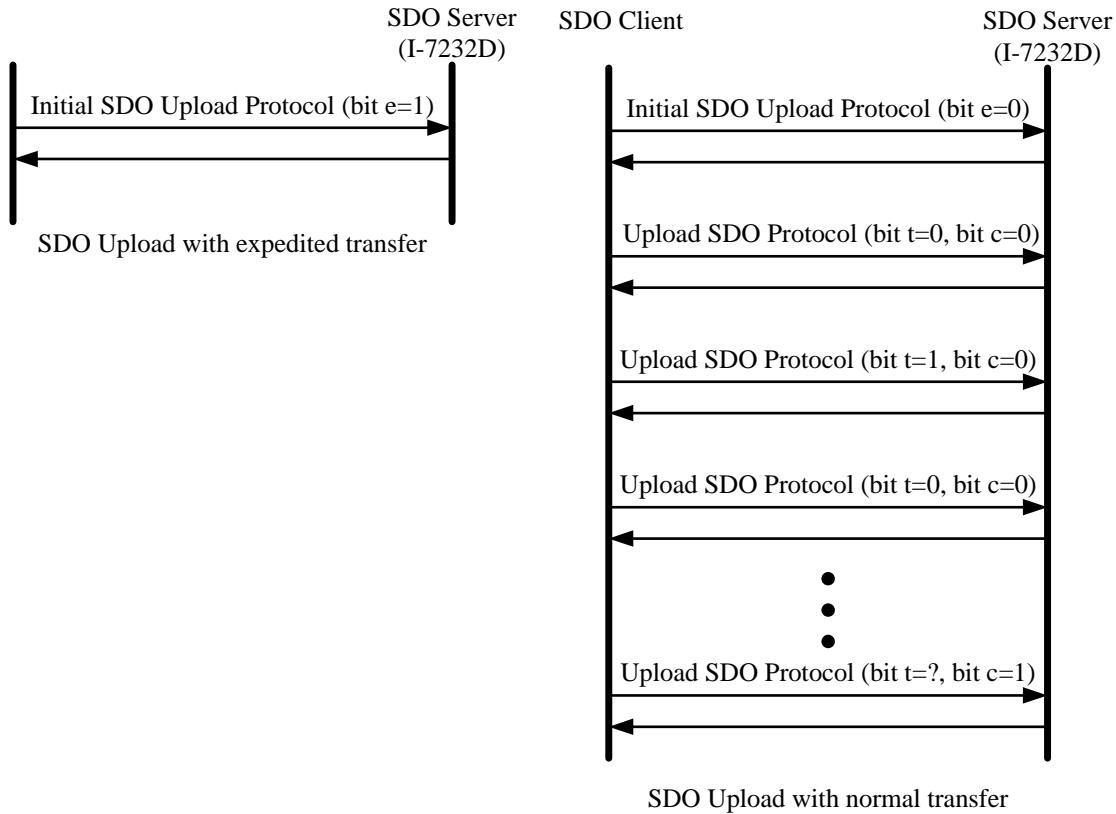 SDO Server
(I-7232D)
Initial SDO Upload Protocol (bit e=1)
SDO Upload with expedited transfer
SDO Client
SDO Server
(I-7232D)
Initial SDO Upload Protocol (bit e=0)
Upload SDO Protocol (bit t=0, bit c=0)
Upload SDO Protocol (bit t=1, bit c=0)
Upload SDO Protocol (bit t=0, bit c=0)
Upload SDO Protocol (bit t=?, bit c=1)
SDO Upload with normal transfer